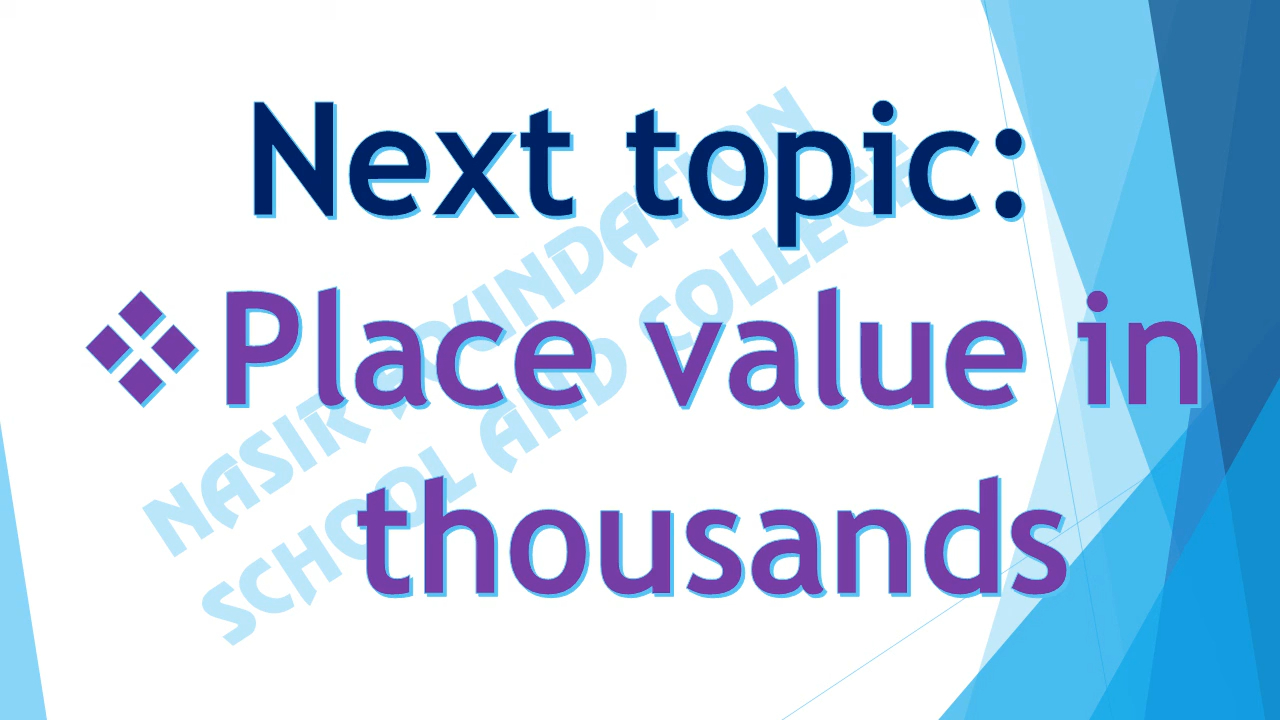 Next topic:
❖Place value in
thousands
NASIR FOUNDATION
SCHOOL AND COLLEGE